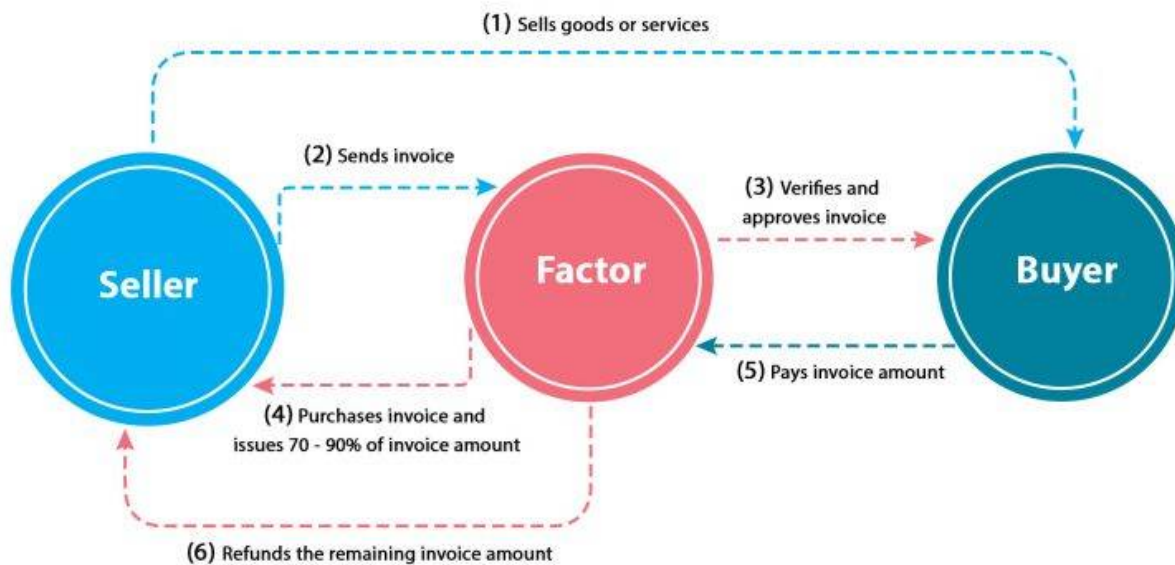 (1) Sells goods or services
(2) Sends invoice
(3) Verifies and
approves invoice
Seller
Factor
Buyer
(5) Pays invoice amount
(4) Purchases invoice and
issues 70 - 90% of invoice amount
(6) Refunds the remaining invoice amount